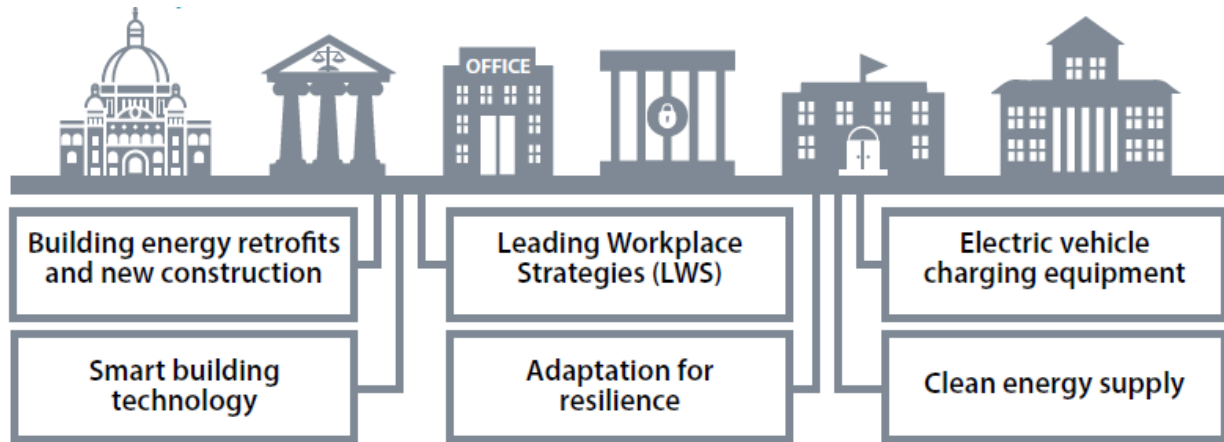 OFFICE
Building energy retrofits
and new construction
Leading Workplace
Strategies (LWS)
Electric vehicle
charging equipment
Smart building
technology
Adaptation for
resilience
Clean energy supply